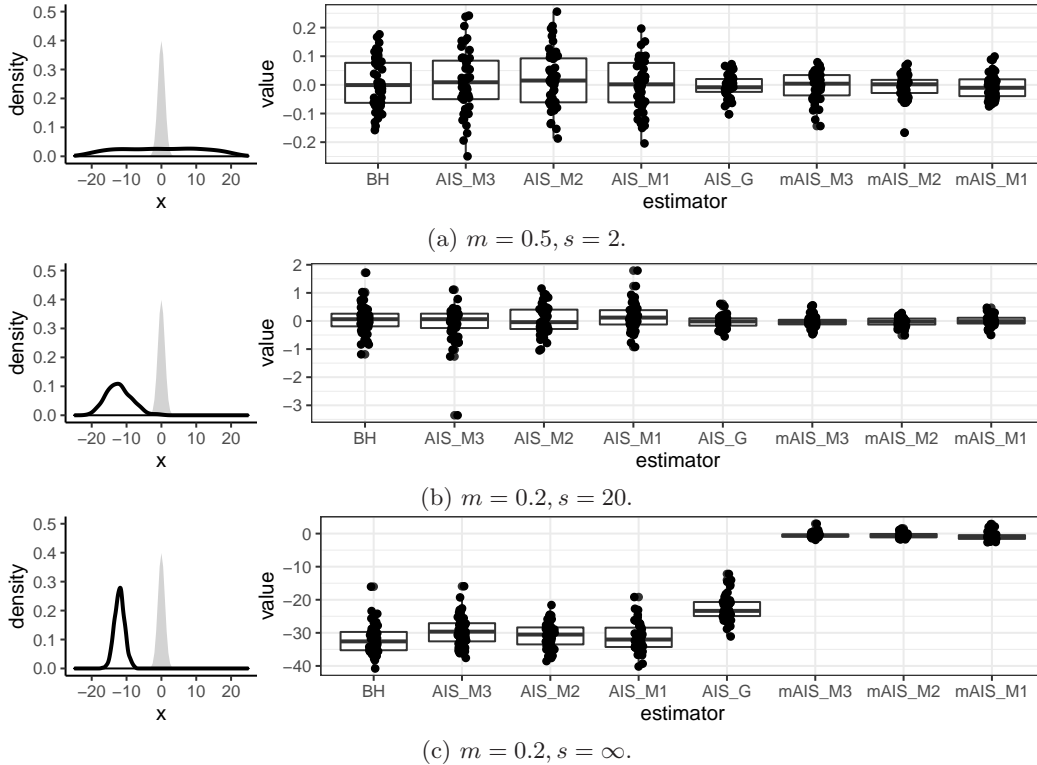 0.5
0.4
0.3
0.2
0.1
0.0
density
−20 −10 0 10 20
x
0.2
0.1
0.0
−0.1
−0.2
value
BH AIS_M3 AIS_M2 AIS_M1 AIS_G mAIS_M3 mAIS_M2 mAIS_M1
estimator
(a) m = 0.5, s = 2.
0.5
0.4
0.3
0.2
0.1
0.0
density
−20 −10 0 10 20
x
2
1
0
−1
−2
−3
value
BH AIS_M3 AIS_M2 AIS_M1 AIS_G mAIS_M3 mAIS_M2 mAIS_M1
estimator
(b) m = 0.2, s = 20.
0.5
0.4
0.3
0.2
0.1
0.0
density
−20 −10 0 10 20
x
0
−10
−20
−30
−40
value
BH AIS_M3 AIS_M2 AIS_M1 AIS_G mAIS_M3 mAIS_M2 mAIS_M1
estimator
(c) m = 0.2, s = ∞.